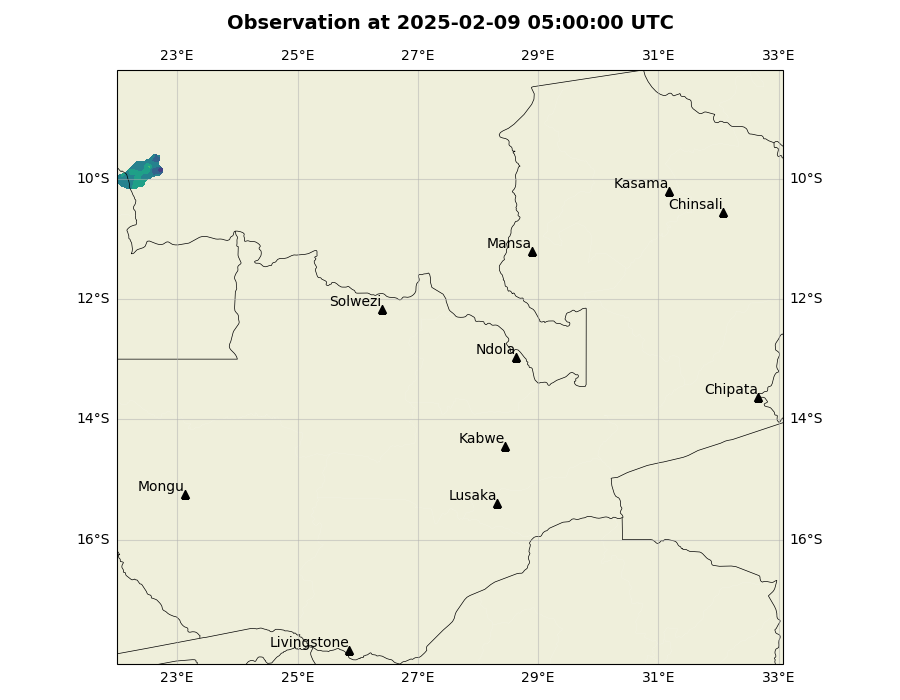 Observation at 2025-02-09 05:00:00 UTC
23°E 25°E 27°E 29°E 31°E 33°E
10°S 10°S
Kasama
Chinsali
Mansa
12°S 12°S
Solwezi
Ndola
Chipata
14°S 14°S
Kabwe
Mongu
Lusaka
16°S 16°S
Livingstone
23°E 25°E 27°E 29°E 31°E 33°E